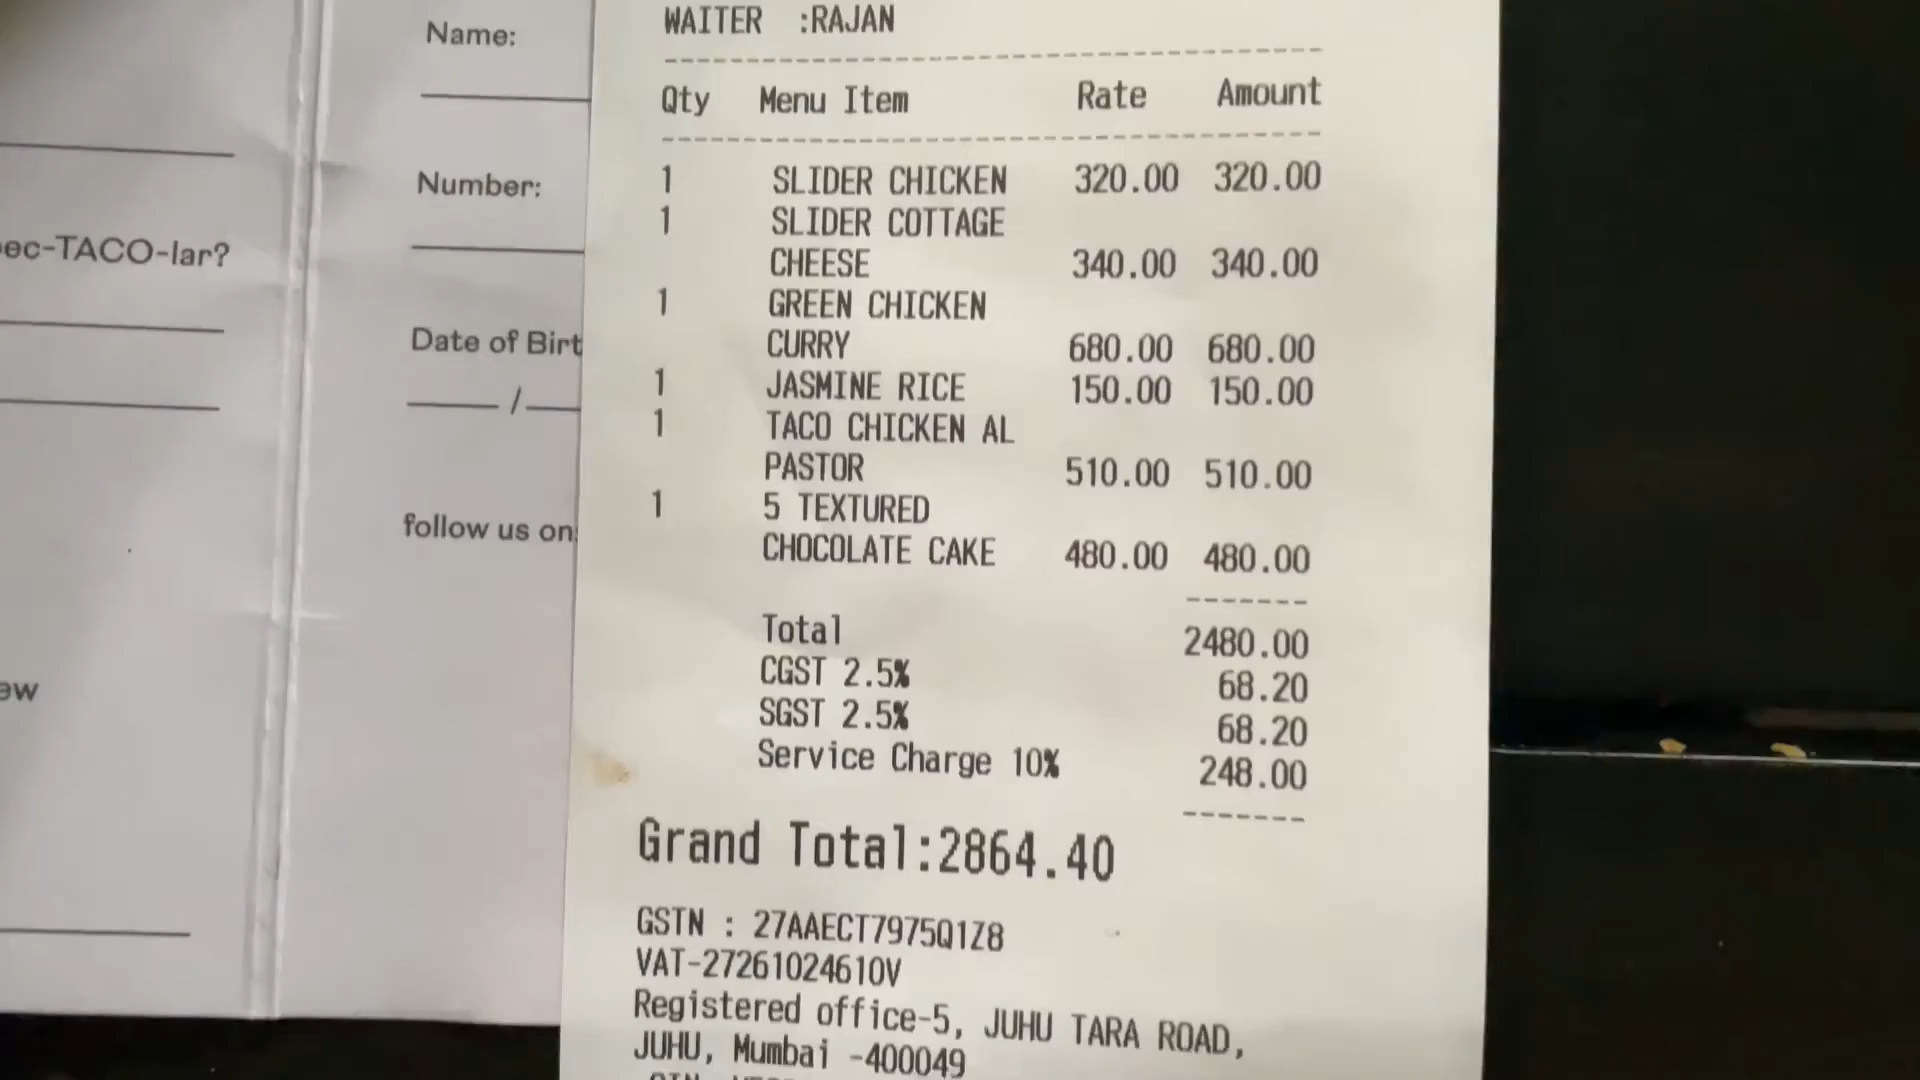 Name:
Number:
ec-TACO-lar?
Date of Birt
/
follow us on:
ew
WAITER :RAJAN
Qty Menu Item Rate Amount
1 SLIDER CHICKEN 320.00 320.00
1 SLIDER COTTAGE
CHEESE 340.00 340.00
1 GREEN CHICKEN
CURRY 680.00 680.00
1 JASMINE RICE 150.00 150.00
1 TACO CHICKEN AL
PASTOR 510.00 510.00
1 5 TEXTURED
CHOCOLATE CAKE 480.00 480.00
Total 2480.00
CGST 2.5% 68.20
SGST 2.5% 68.20
Service Charge 10% 248.00
Grand Total:2864.40
GSTN : 27AAECT7975Q1Z8
VAT-27261024610V
Registered office-5, JUHU TARA ROAD,
JUHU, Mumbai -400049